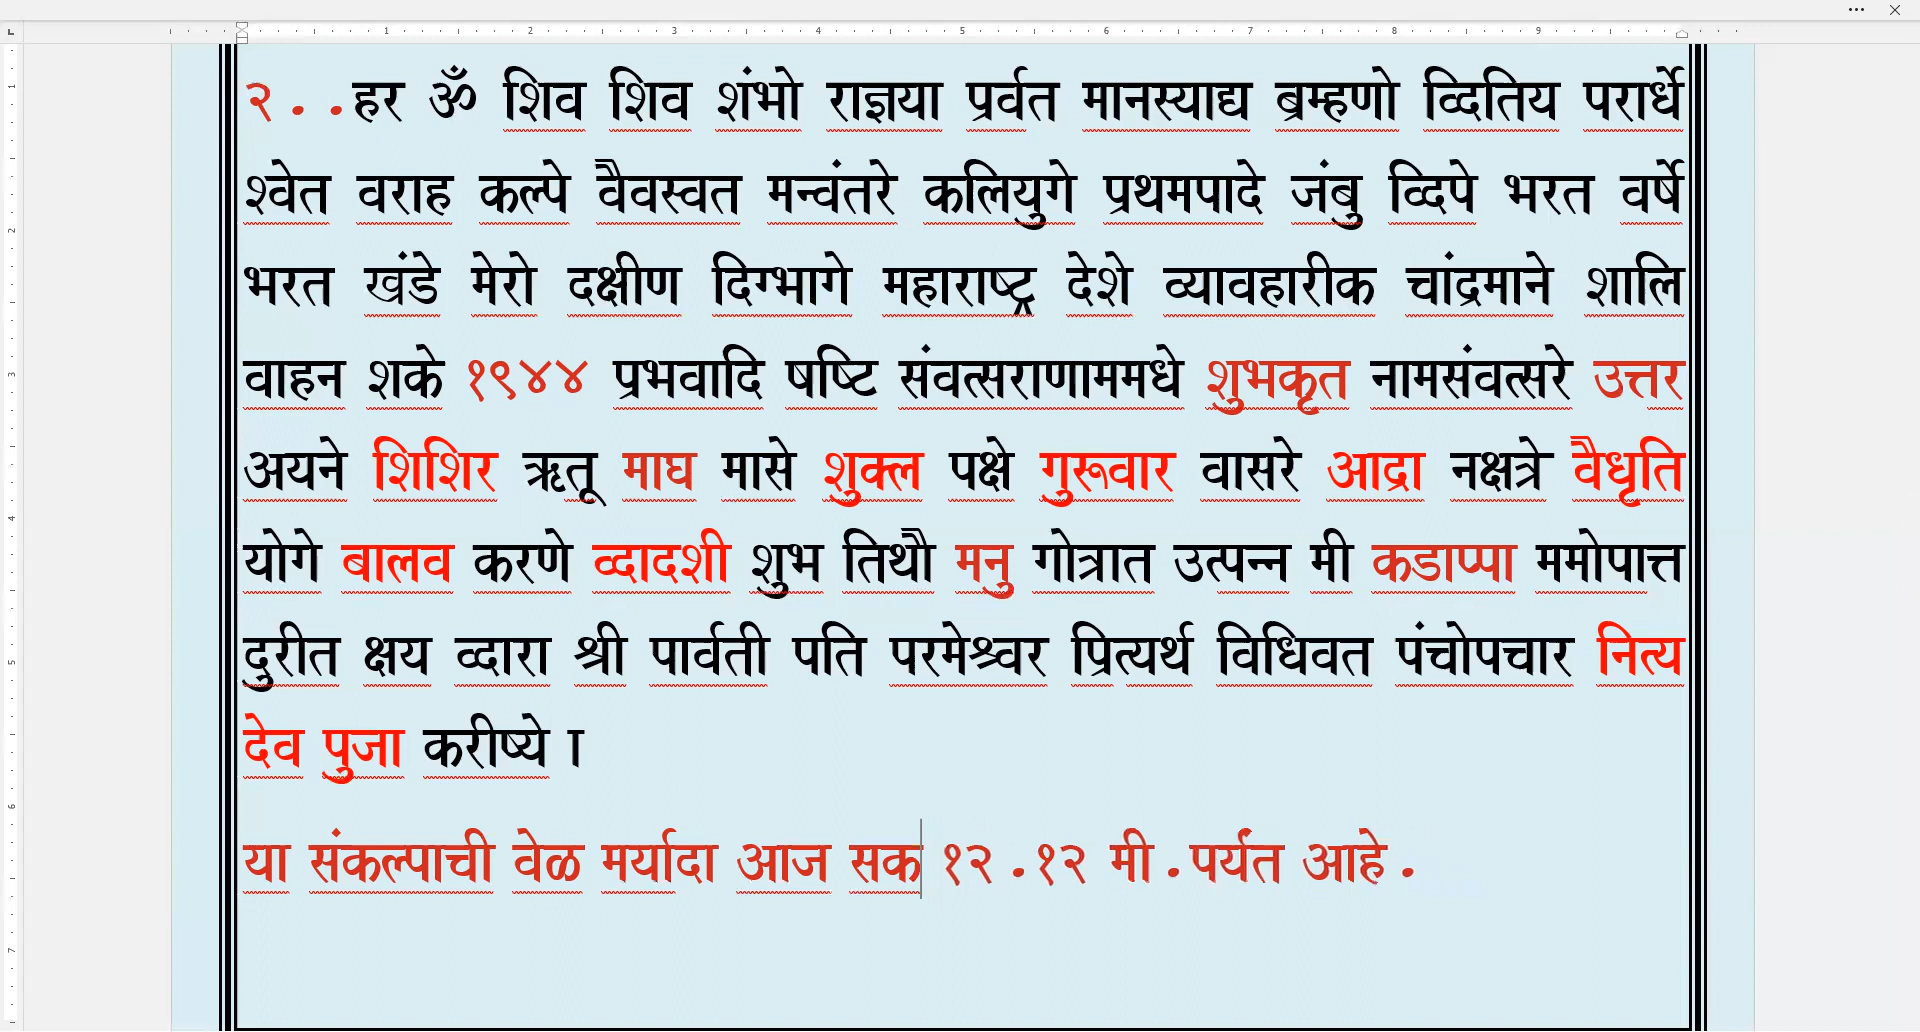 २..हर ॐ शिव शिव शंभो राज्ञया प्रर्वत मानस्याद्य ब्रम्हणो व्दितिय परार्धे
श्वेत वराह कल्पे वैवस्वत मन्वंतरे कलियुगे प्रथमपादे जंबु व्दिपे भरत वर्षे
भरत खंडे मेरो दक्षीण दिग्भागे महाराष्ट्र देशे व्यावहारीक चांद्रमाने शालि
वाहन शके १९४४ प्रभवादि षष्टि संवत्सराणाममधे शुभकृत नामसंवत्सरे उत्तर
अयने शिशिर ऋतू माघ मासे शुक्ल पक्षे गुरूवार वासरे आद्रा नक्षत्रे वैधृति
योगे बालव करणे व्दादशी शुभ तिथौ मनु गोत्रात उत्पन्न मी कडाप्पा ममोपात्त
दुरीत क्षय व्दारा श्री पार्वती पति परमेश्वर प्रित्यर्थ विधिवत पंचोपचार नित्य
देव पुजा करीष्ये ।
या संकल्पाची वेळ मर्यादा आज सक १२.१२ मी.पर्यंत आहे.